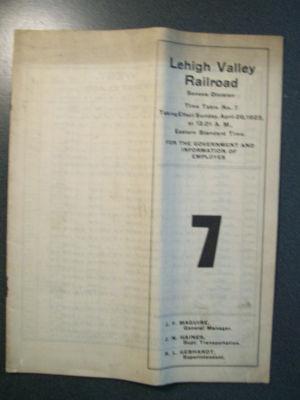 Lehigh Valley
Railroad
Seneca Division
Time Table No. 7
Taking Effect Sunday, April 26, 1925,
at 12:01 A. M.,
Eastern Standard Time.
FOR THE GOVERNMENT AND
INFORMATION OF
EMPLOYES
7
MAGUIRE,
General Manager.
J. N. HAINES,
Supt. Transportation.
L. GEBHARDT,
Superintendent.